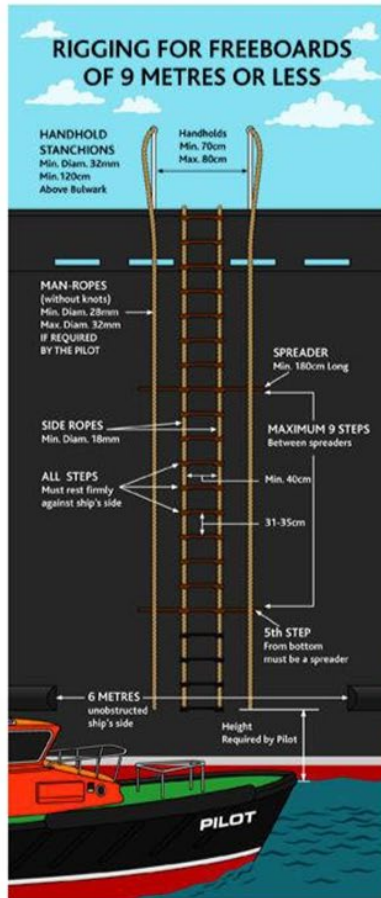 RIGGING FOR FREEBOARDS
OF 9 METRES OR LESS
HANDHOLD
STANCHIONS
Min. Diam. 32mm
Min.120cm
Above Bulwark
Handholds
Min. 70cm
Max. 80cm
MAN-ROPES
(without knots)
Min. Diam. 28mm
Max. Diam. 32mm
IF REQUIRED
BY THE PILOT
SPREADER
Min. 180cm Long
SIDE ROPES
Min. Diam. 18mm
MAXIMUM 9 STEPS
Between spreaders
ALL STEPS
Must rest firmly
against ship's side
Min. 40cm
31-35cm
5th STEP
From bottom
must be a spreader
6 METRES
unobstructed
ship's side
Height
Required by Pilot
PILOT